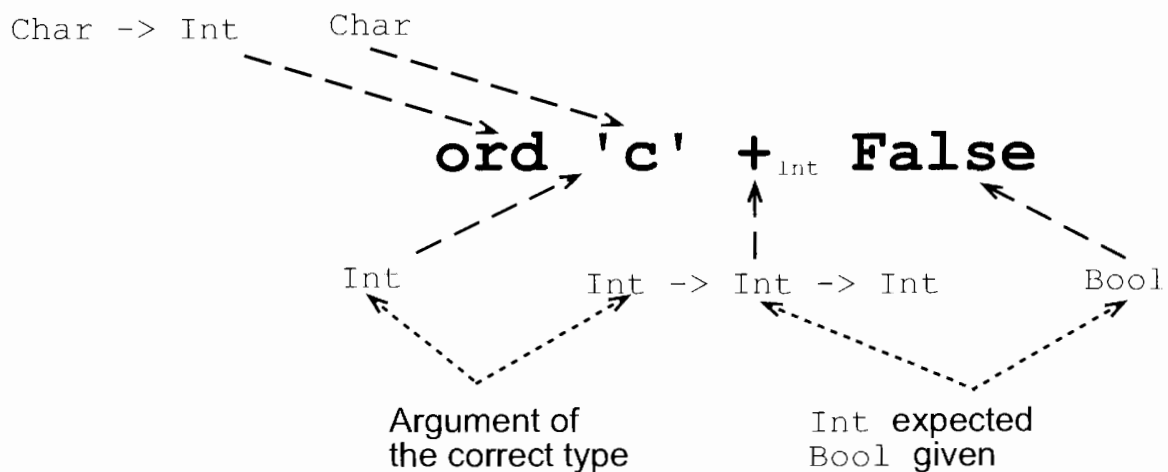 Char -> Int Char
ord 'c' +Int False
Int Int -> Int -> Int Bool
Argument of Int expected
the correct type Bool given